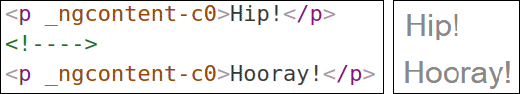 <p _ngcontent-c0>Hip!</p>
<!---->
<p _ngcontent-c0>Hooray!</p>
Hip!
Hooray!